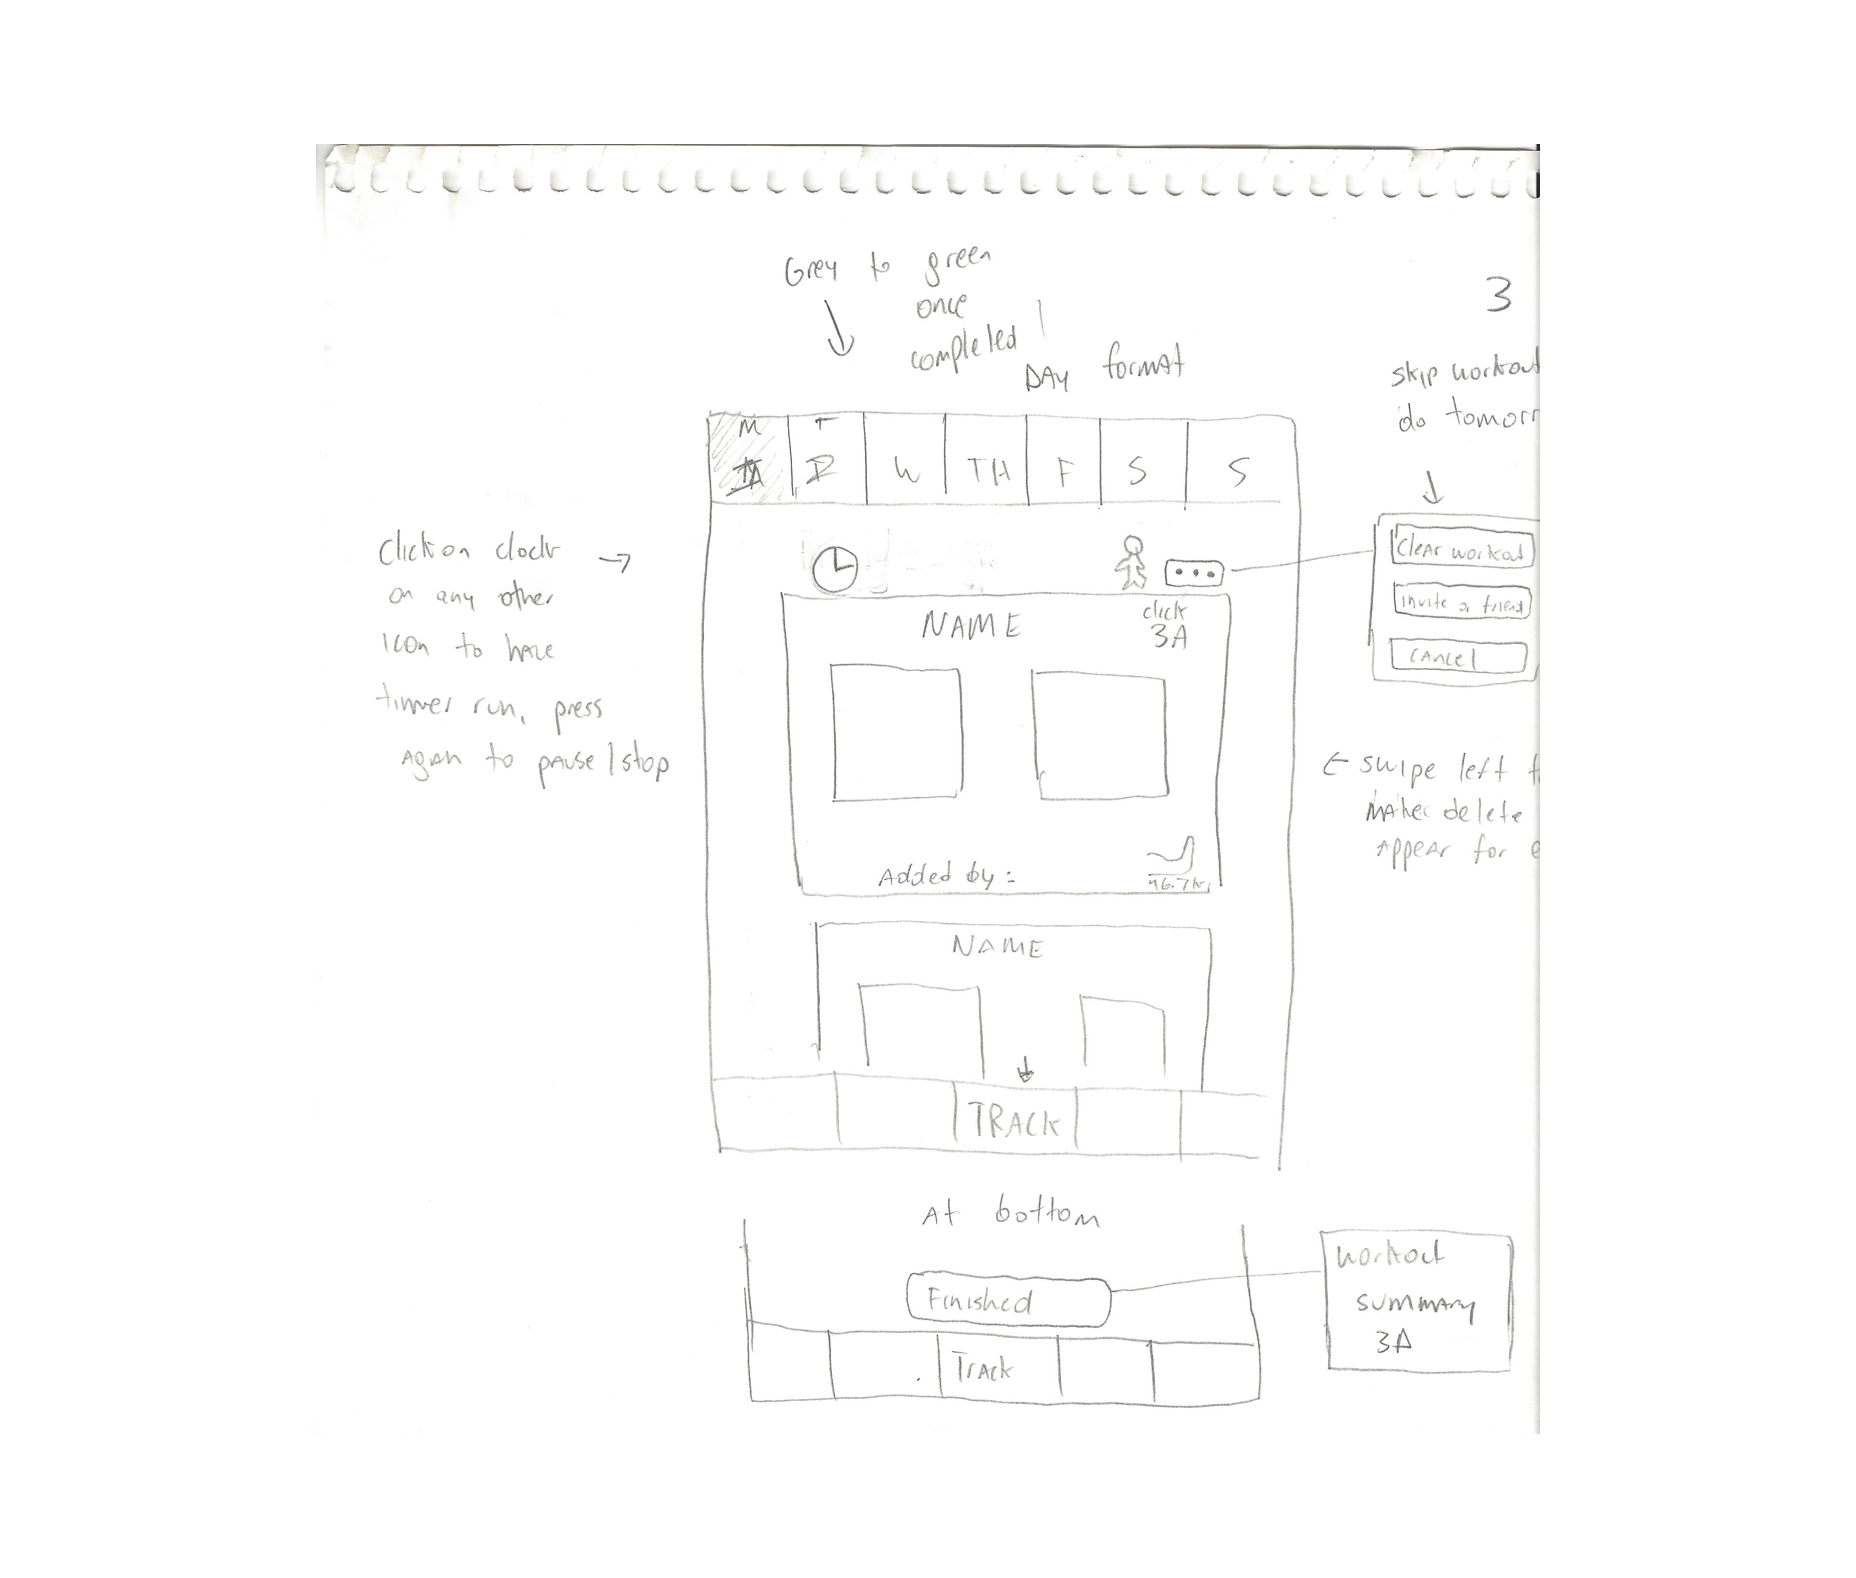 Grey to green
once
completed
DAY format
3
skip workout
do tomorr
M
T
W
TH
F
S
S
Click on clock
on any other
icon to have
timer run, press
again to pause/stop
click
3A
NAME
Added by:
Clear workout
invite a friend
cancel
← swipe left t
makes delete
appear for e
NAME
TRACK
At bottom
Finished
Track
workout
summary
3A